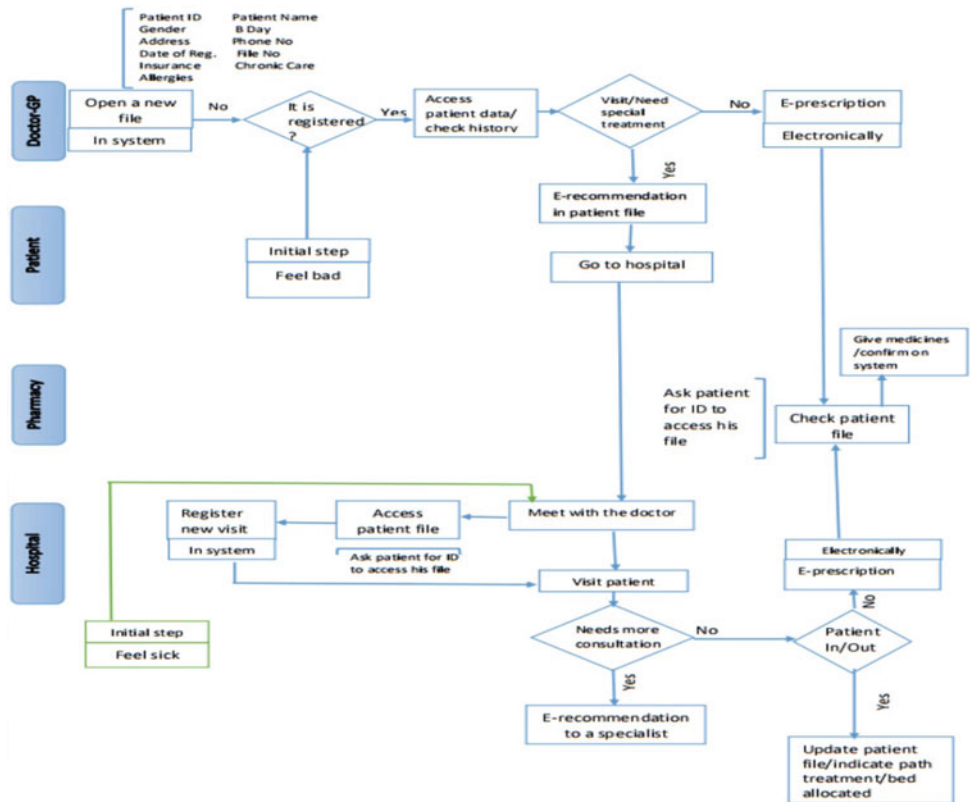 Patient ID Patient Name
Gender B Day
Address Phone No
Date of Reg. File No
Insurance Chronic Care
Allergies
Doctor-GP
Open a new
file
In system
No
It is
registered
?
Yes
Access
patient data/
check history
Visit/Need
special
treatment
No
E-prescription
Electronically
Yes
E-recommendation
in patient file
Patient
Initial step
Feel bad
Go to hospital
Give medicines
/confirm on
system
Pharmacy
Ask patient
for ID to
access his
file
Check patient
file
Hospital
Register
new visit
In system
Access
patient file
Ask patient for ID
to access his file
Meet with the doctor
Electronically
E-prescription
Visit patient
No
Initial step
Feel sick
Needs more
consultation
No
Patient
In/Out
Yes
Yes
E-recommendation
to a specialist
Update patient
file/indicate path
treatment/bed
allocated